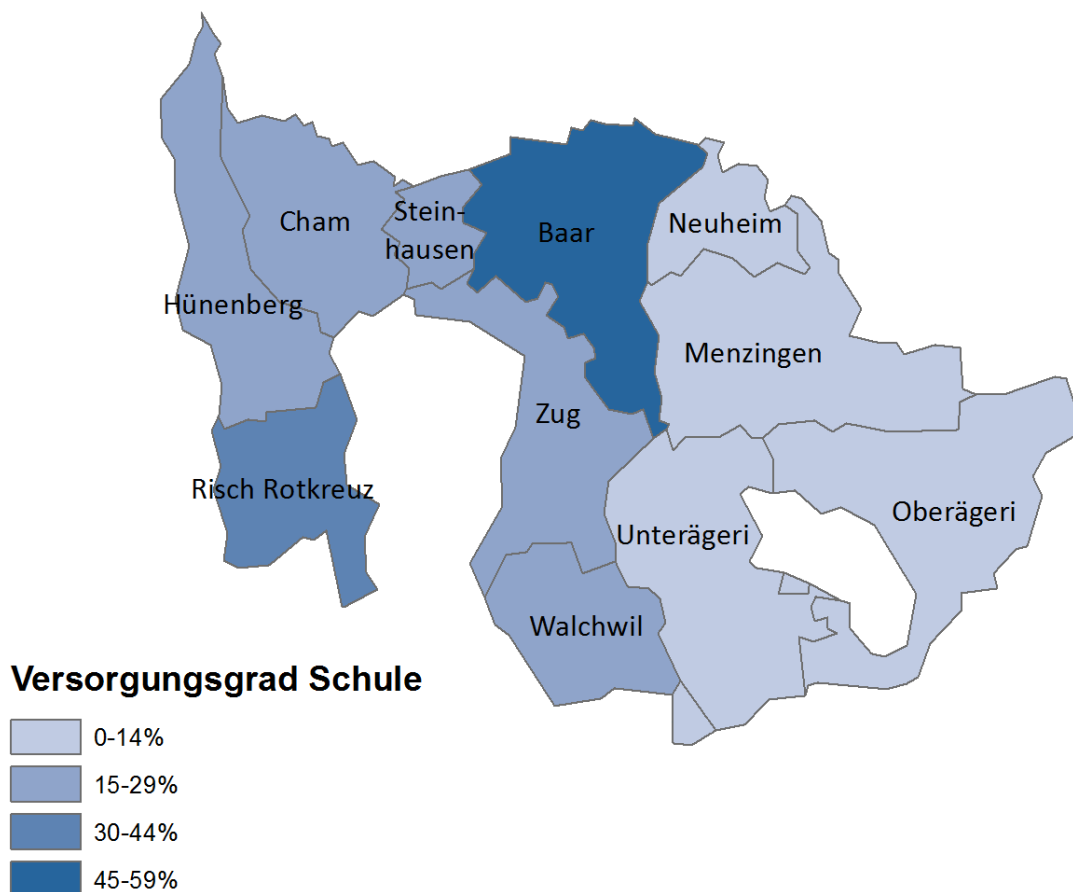 Cham
Stein-
hausen
Baar
Neuheim
Hünenberg
Menzingen
Zug
Risch Rotkreuz
Oberägeri
Unterägeri
Walchwil
Versorgungsgrad Schule
0-14%
15-29%
30-44%
45-59%